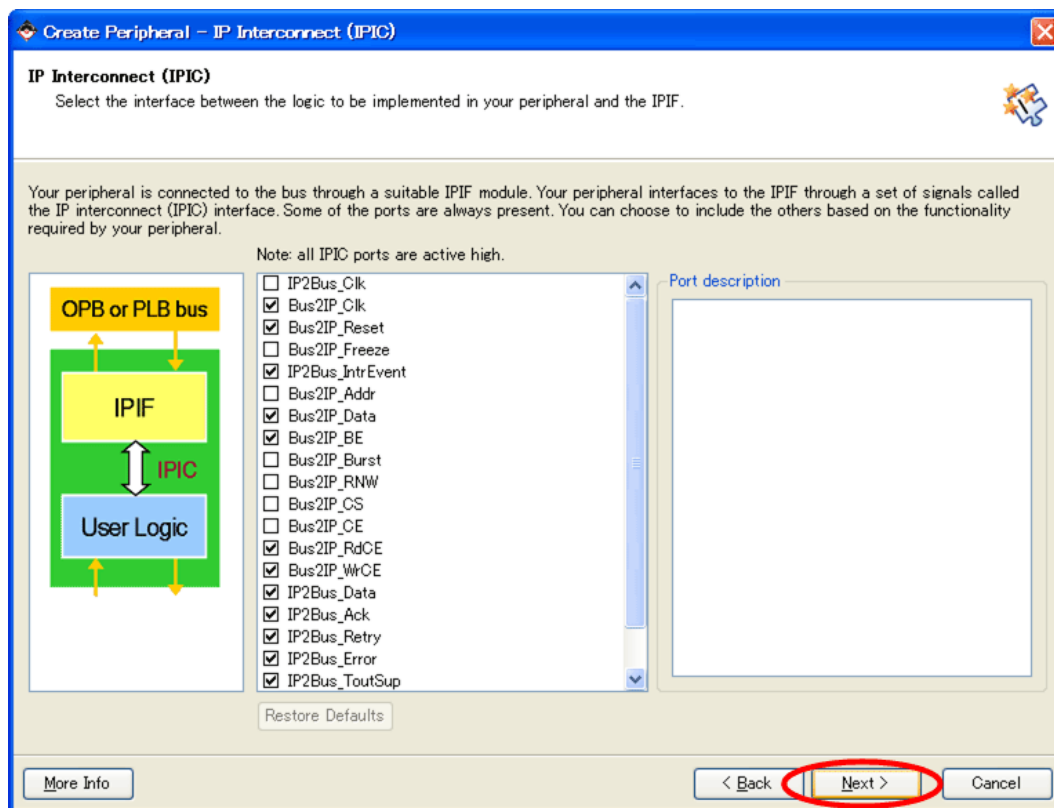 Create Peripheral - IP Interconnect (IPIC)
IP Interconnect (IPIC)
Select the interface between the logic to be implemented in your peripheral and the IPIF.
Your peripheral is connected to the bus through a suitable IPIF module. Your peripheral interfaces to the IPIF through a set of signals called
the IP interconnect (IPIC) interface. Some of the ports are always present. You can choose to include the others based on the functionality
required by your peripheral.
Note: all IPIC ports are active high.
OPB or PLB bus
IPIF
IPIC
User Logic
IP2Bus_Clk
Bus2IP_Clk
Bus2IP_Reset
Bus2IP_Freeze
IP2Bus_IntrEvent
Bus2IP_Addr
Bus2IP_Data
Bus2IP_BE
Bus2IP_Burst
Bus2IP_RNW
Bus2IP_CS
Bus2IP_CE
Bus2IP_RdCE
Bus2IP_WrCE
IP2Bus_Data
IP2Bus_Ack
IP2Bus_Retry
IP2Bus_Error
IP2Bus_ToutSup
Port description
Restore Defaults
More Info
< Back
Next >
Cancel